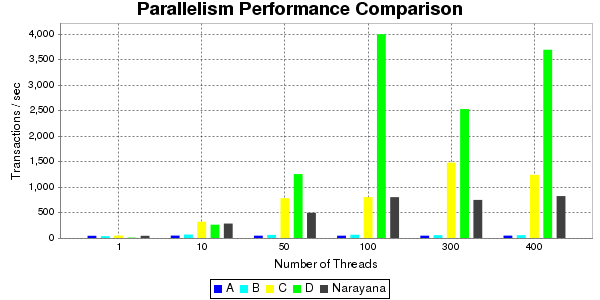 Parallelism Performance Comparison
4,000
3,500
3,000
2,500
2,000
1,500
1,000
500
0
Transactions / sec
1 10 50 100 300 400
Number of Threads
A B C D Narayana